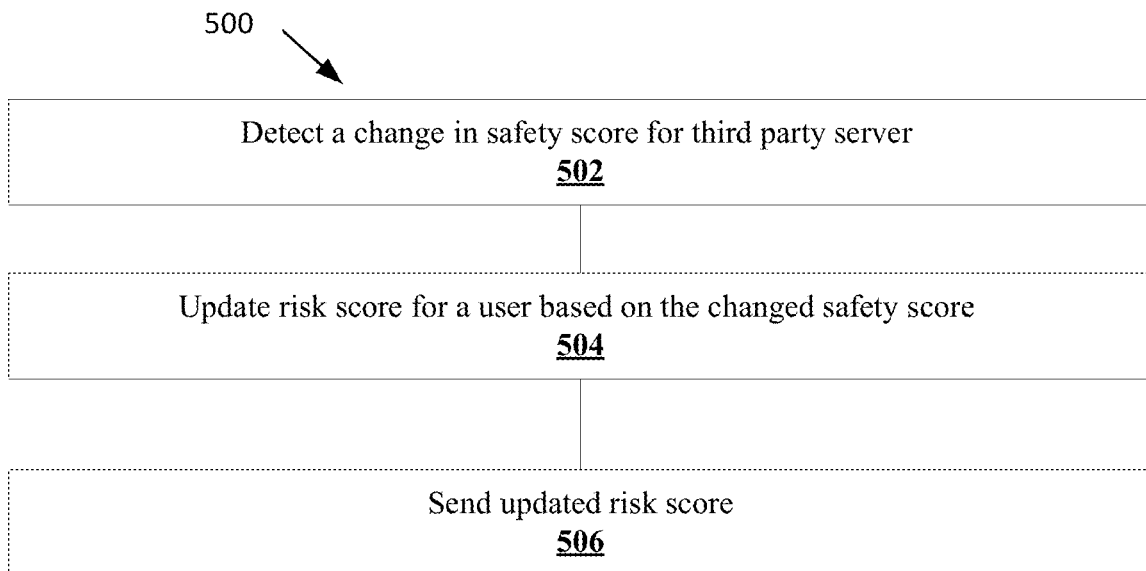 500
Detect a change in safety score for third party server
502
Update risk score for a user based on the changed safety score
504
Send updated risk score
506